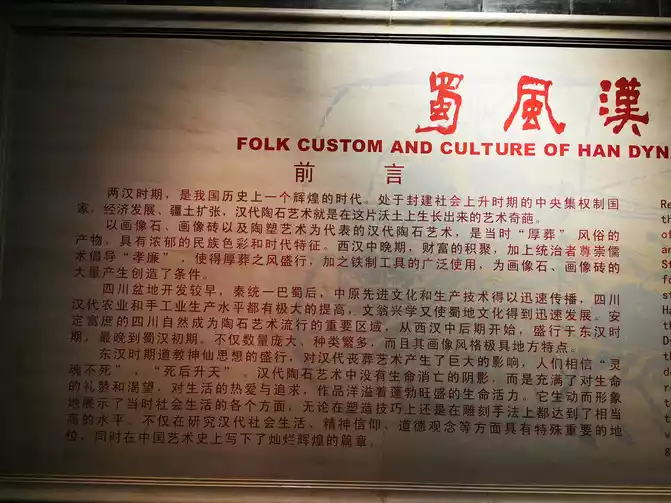 蜀風漢
FOLK CUSTOM AND CULTURE OF HAN DYN
前言
两汉时期，是我国历史上一个辉煌的时代。处于封建社会上升时期的中央集权制国
家，经济发展、疆土扩张，汉代陶石艺术就是在这片沃土上生长出来的艺术奇葩。
以画像石、画像砖以及陶塑艺术为代表的汉代陶石艺术，是当时“厚葬”风俗的
产物，具有浓郁的民族色彩和时代特征。西汉中晚期，财富的积聚，加上统治者尊崇儒
术倡导“孝廉”，使得厚葬之风盛行，加之铁制工具的广泛使用，为画像石、画像砖的
大量产生创造了条件。
四川盆地开发较早，秦统一巴蜀后，中原先进文化和生产技术得以迅速传播，四川
汉代农业和手工业生产水平都有极大的提高，文翁兴学又使蜀地文化得到迅速发展。安
定富庶的四川自然成为陶石艺术流行的重要区域，从西汉中后期开始，盛行于东汉时
期，最晚到蜀汉初期。不仅数量庞大、种类繁多，而且其画像风格极具地方特点。
东汉时期道教神仙思想的盛行，对汉代丧葬艺术产生了巨大的影响，人们相信“灵
魂不死”，“死后升天”。汉代陶石艺术中没有生命消亡的阴影，而是充满了对生命
的礼赞和渴望，对生活的热爱与追求，作品洋溢着蓬勃旺盛的生命活力。它生动而形象
地展示了当时社会生活的各个方面，无论在塑造技巧上还是在雕刻手法上都达到了相当
高的水平。不仅在研究汉代社会生活、精神信仰、道德观念等方面具有特殊重要的地
位，同时在中国艺术史上写下了灿烂辉煌的篇章。